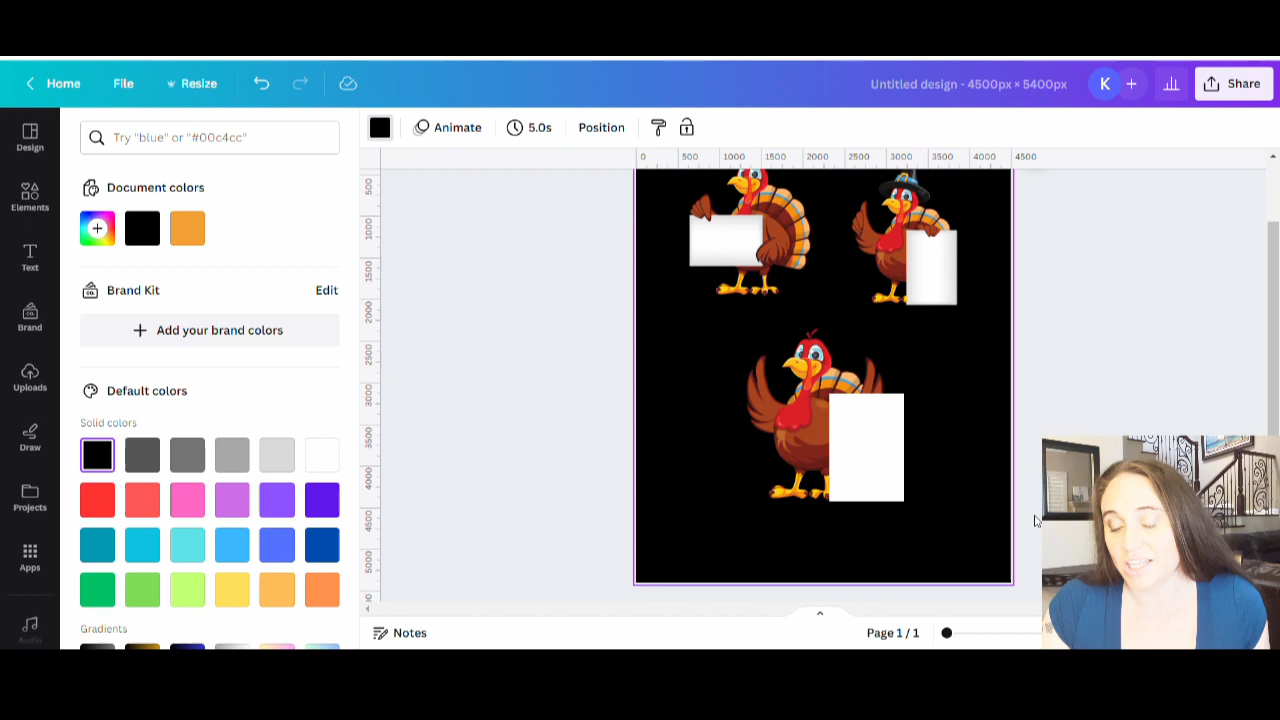 Home File Resize Untitled design - 4500px × 5400px K + Share
Design
Try "blue" or "#00c4cc"
Animate 5.0s Position
0 500 1000 1500 2000 2500 3000 3500 4000 4500
Document colors
Elements
Text
Brand Kit Edit
Brand
Add your brand colors
Uploads
Default colors
Solid colors
Draw
Projects
Apps
Audio
Gradients
500
1000
1500
2000
2500
3000
3500
4000
4500
5000
Notes Page 1 / 1